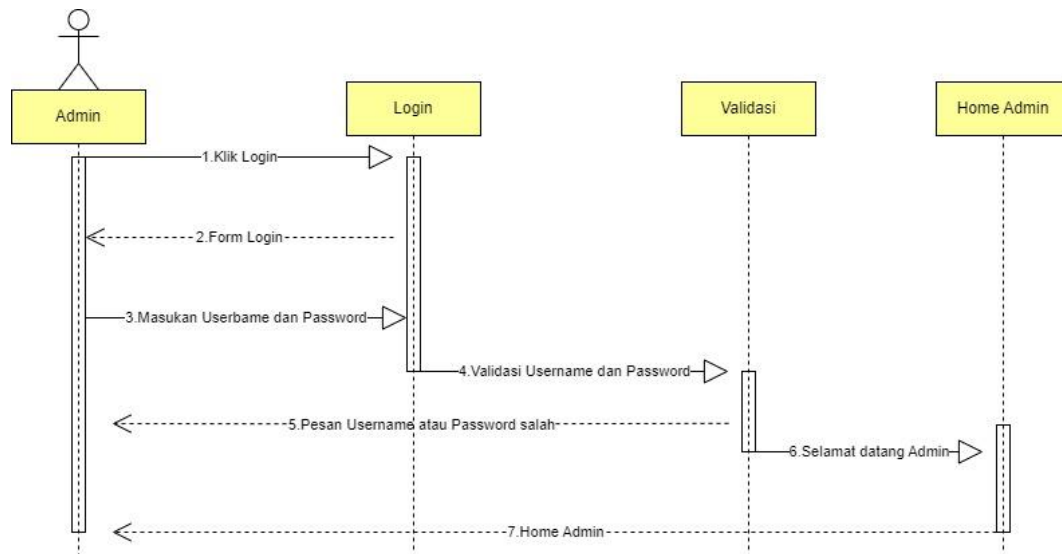 Admin
Login
Validasi
Home Admin
1.Klik Login
2.Form Login
3.Masukan Userbame dan Password
4.Validasi Username dan Password
5.Pesan Username atau Password salah
6.Selamat datang Admin
7.Home Admin